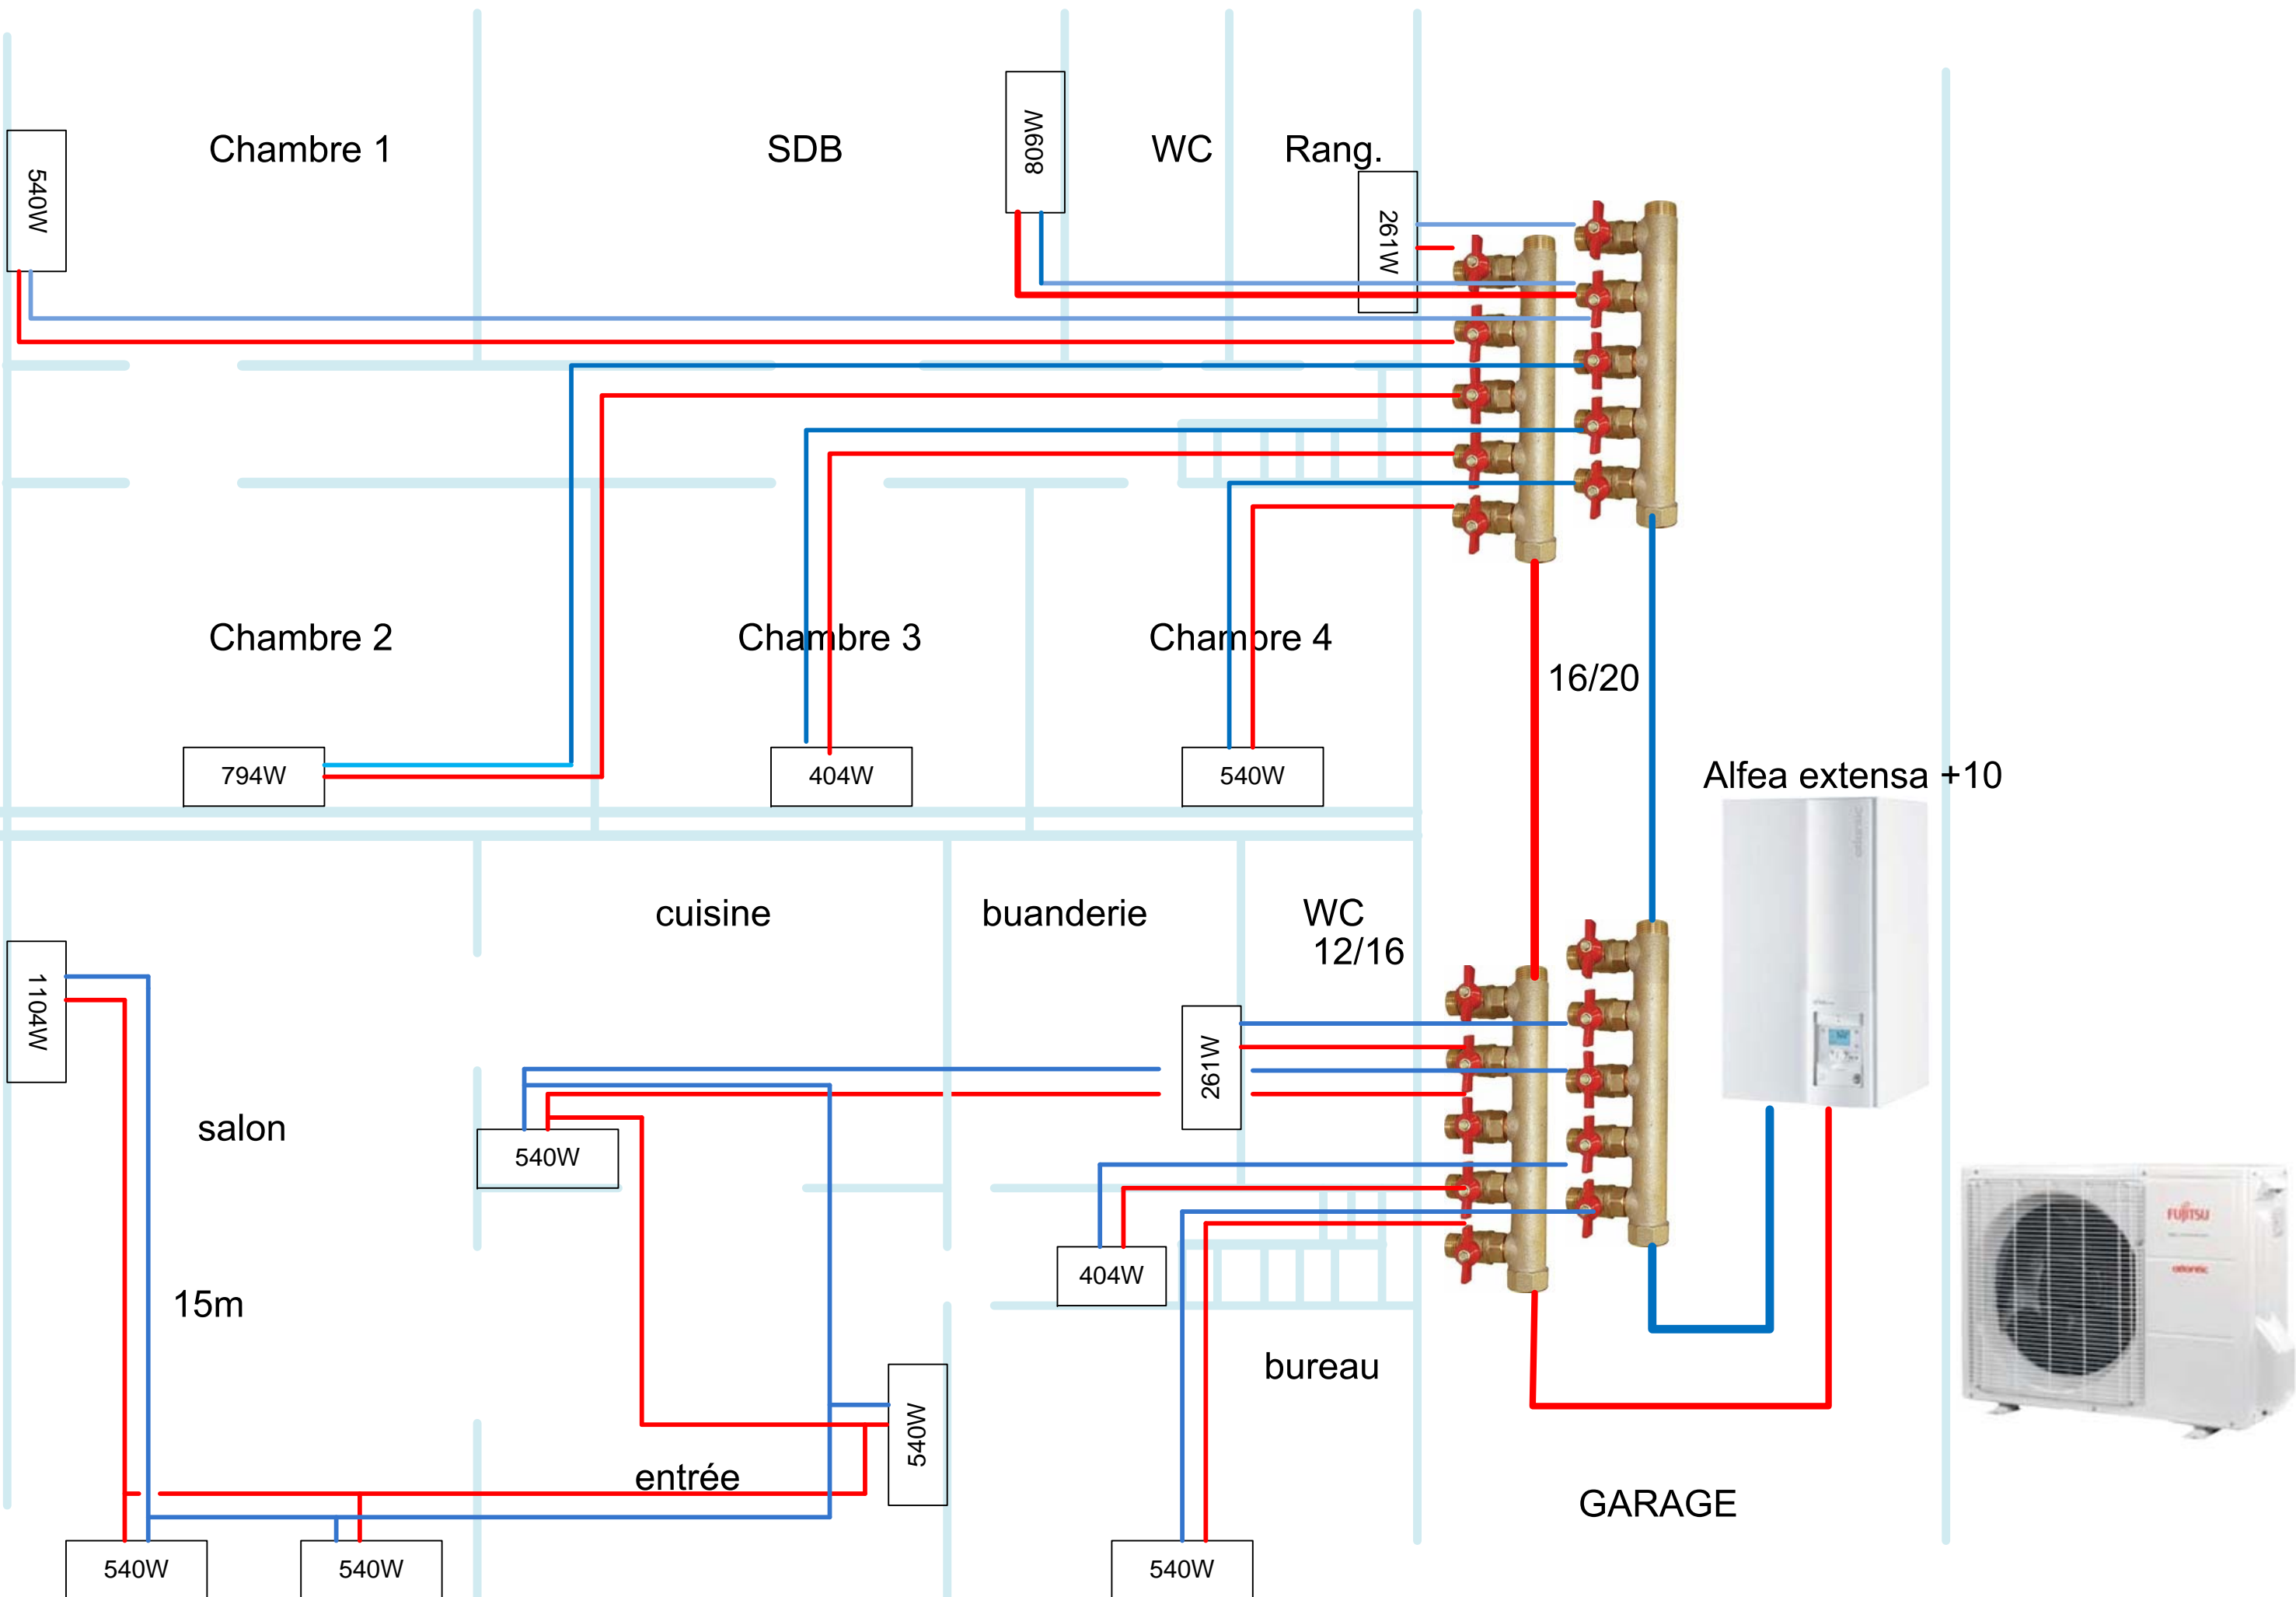 Chambre 1
SDB
WC
Rang.
540W
809W
261W
Chambre 2
Chambre 3
Chambre 4
16/20
794W
404W
540W
Alfea extensa +10
atlantic
cuisine
buanderie
WC
12/16
1104W
261W
salon
540W
FUJITSU
atlantic
404W
15m
bureau
540W
entrée
GARAGE
540W
540W
540W